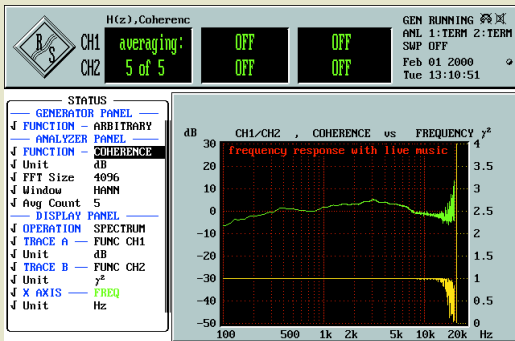 H(z),Coherenc
R S
CH1 averaging: OFF OFF
CH2 5 of 5 OFF OFF
GEN RUNNING
ANL 1:TERM 2:TERM
SWP OFF
Feb 01 2000
Tue 13:10:51
STATUS
GENERATOR PANEL
FUNCTION - ARBITRARY
ANALYZER PANEL
FUNCTION - COHERENCE
Unit dB
FFT Size 4096
Window HANN
Avg Count 5
DISPLAY PANEL
OPERATION SPECTRUM
TRACE A — FUNC CH1
Unit dB
TRACE B — FUNC CH2
Unit γ²
X AXIS — FREQ
Unit Hz
dB CH1/CH2 , COHERENCE vs FREQUENCY γ²
frequency response with live music
30 4
20 3.5
10 3
0 2.5
-10 2
-20 1.5
-30 1
-40 0.5
-50 0
100 500 1k 2k 5k 10k 20k Hz